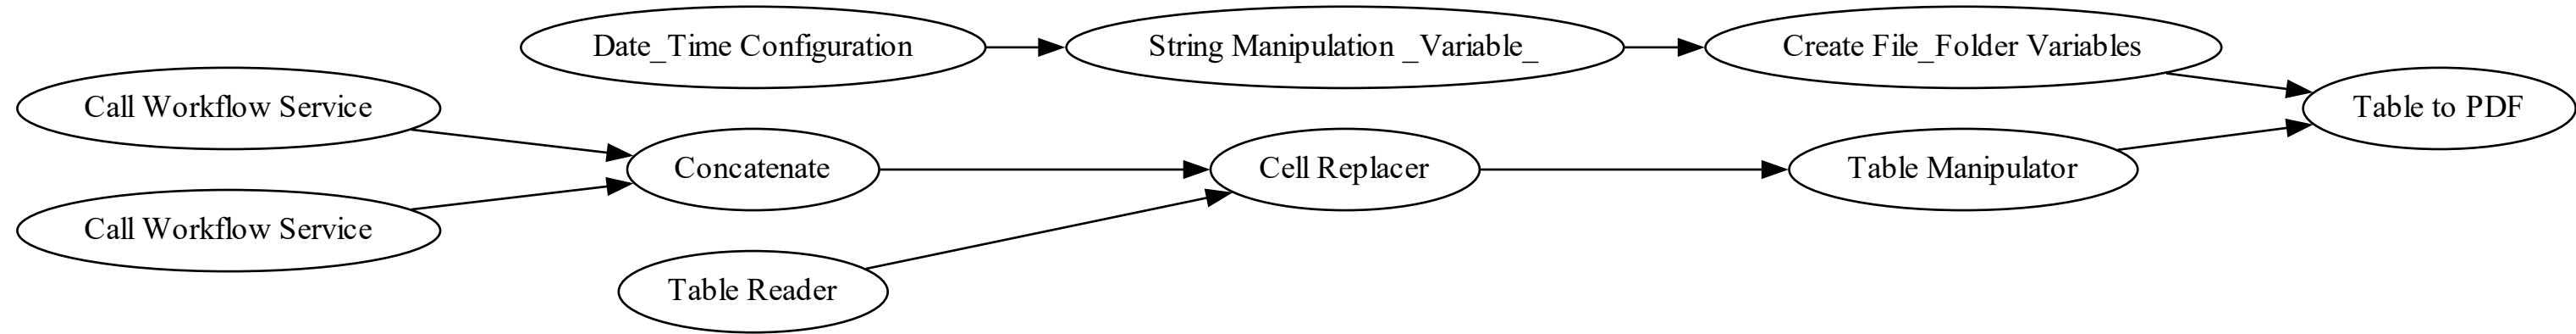 Date_Time Configuration
String Manipulation _Variable_
Create File_Folder Variables
Call Workflow Service
Table to PDF
Concatenate
Cell Replacer
Table Manipulator
Call Workflow Service
Table Reader